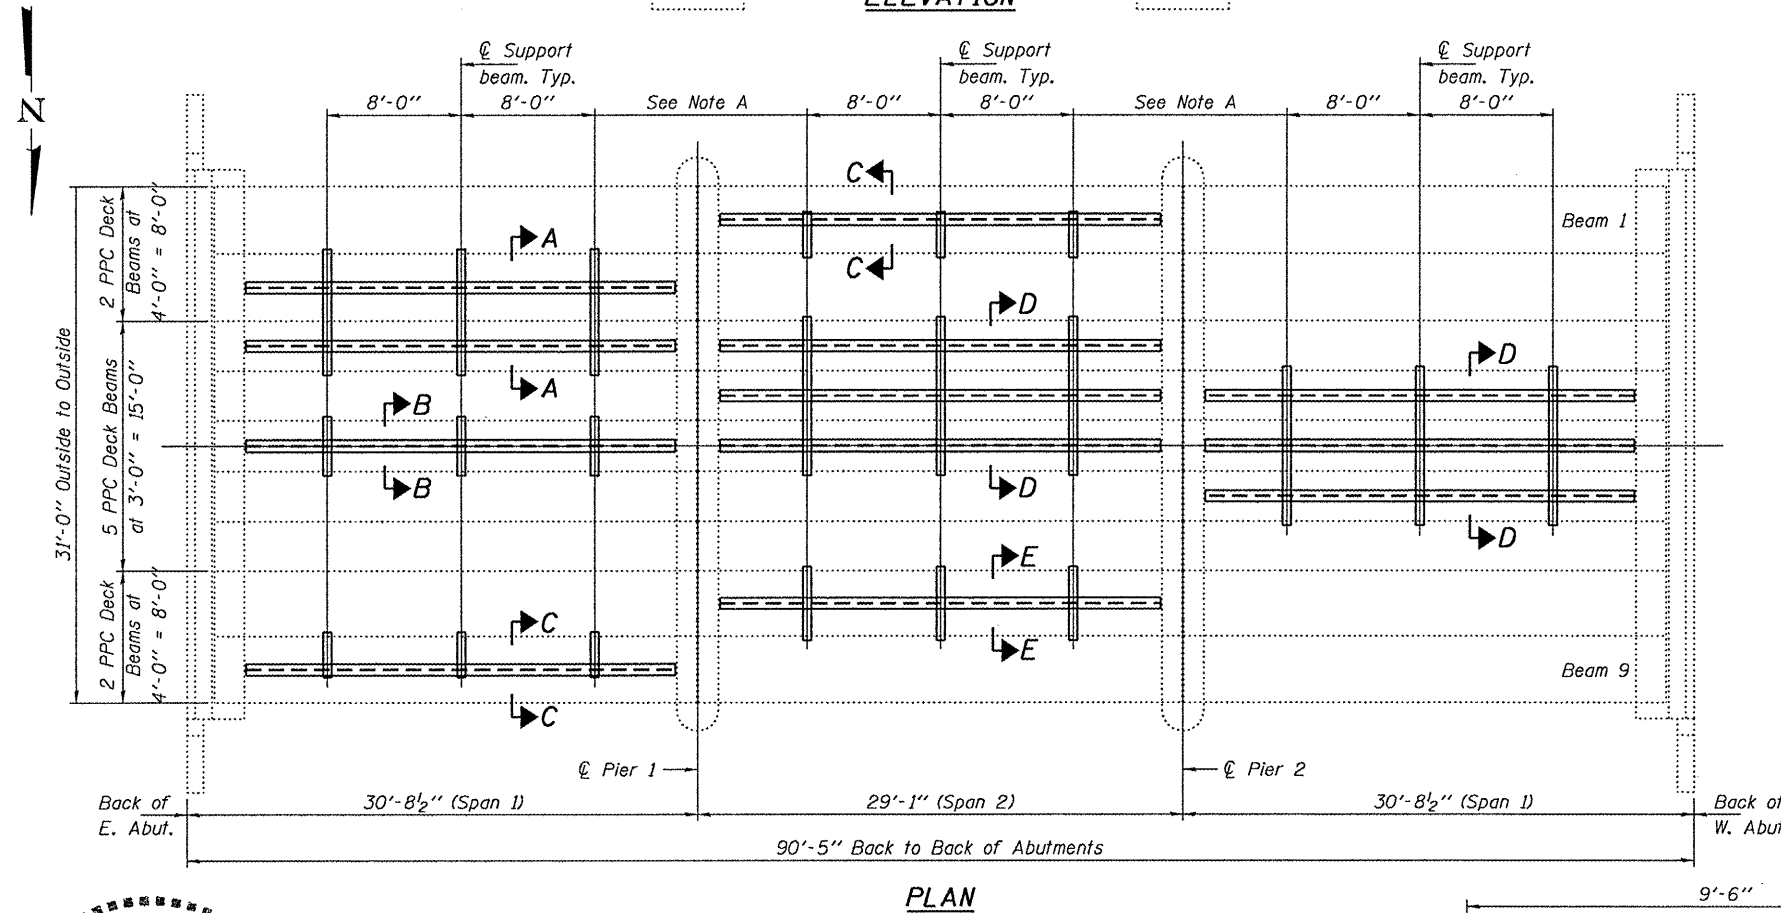 ELEVATION
N
℄ Support
beam. Typ.
℄ Support
beam. Typ.
℄ Support
beam. Typ.
8'-0"
8'-0"
See Note A
8'-0"
8'-0"
See Note A
8'-0"
8'-0"
31'-0" Outside to Outside
2 PPC Deck
Beams at
4'-0" = 8'-0"
5 PPC Deck Beams
at 3'-0" = 15'-0"
2 PPC Deck
Beams at
4'-0" = 8'-0"
A
A
B
B
C
C
C
C
D
D
E
E
D
D
Beam 1
Beam 9
℄ Pier 1
℄ Pier 2
Back of
E. Abut.
30'-8½" (Span 1)
29'-1" (Span 2)
30'-8½" (Span 1)
Back of
W. Abut
90'-5" Back to Back of Abutments
PLAN
9'-6"